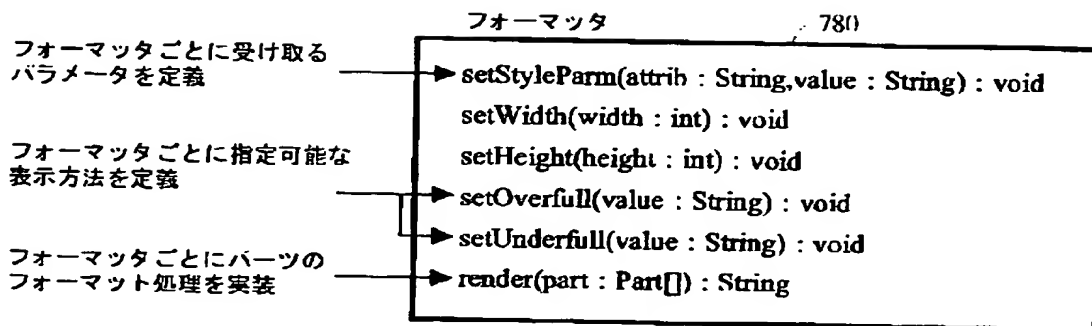 フォーマッタ
780
フォーマッタごとに受け取る
パラメータを定義
setStyleParm(attrib : String,value : String) : void
setWidth(width : int) : void
setHeight(height : int) : void
フォーマッタごとに指定可能な
表示方法を定義
setOverfull(value : String) : void
setUnderfull(value : String) : void
フォーマッタごとにパーツの
フォーマット処理を実装
render(part : Part[]) : String